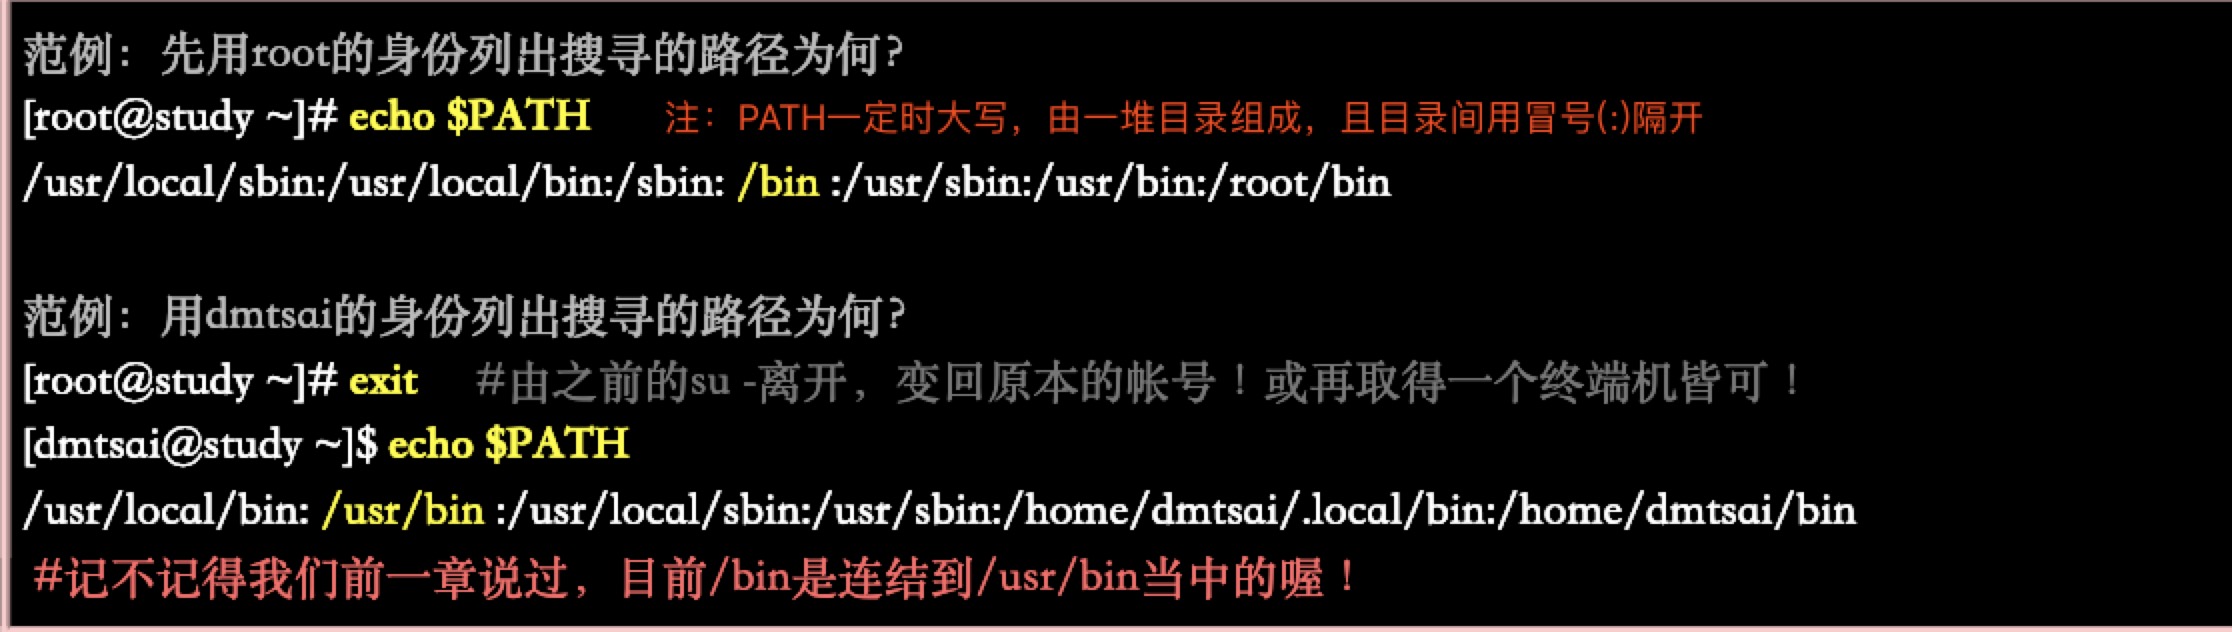 范例：先用root的身份列出搜寻的路径为何？
[root@study ~]# echo $PATH 注：PATH一定时大写，由一堆目录组成，且目录间用冒号(:)隔开
/usr/local/sbin:/usr/local/bin:/sbin: /bin :/usr/sbin:/usr/bin:/root/bin
范例：用dmtsai的身份列出搜寻的路径为何？
[root@study ~]# exit #由之前的su -离开，变回原本的帐号！或再取得一个终端机皆可！
[dmtsai@study ~]$ echo $PATH
/usr/local/bin: /usr/bin :/usr/local/sbin:/usr/sbin:/home/dmtsai/.local/bin:/home/dmtsai/bin
#记不记得我们前一章说过，目前/bin是连结到/usr/bin当中的喔！